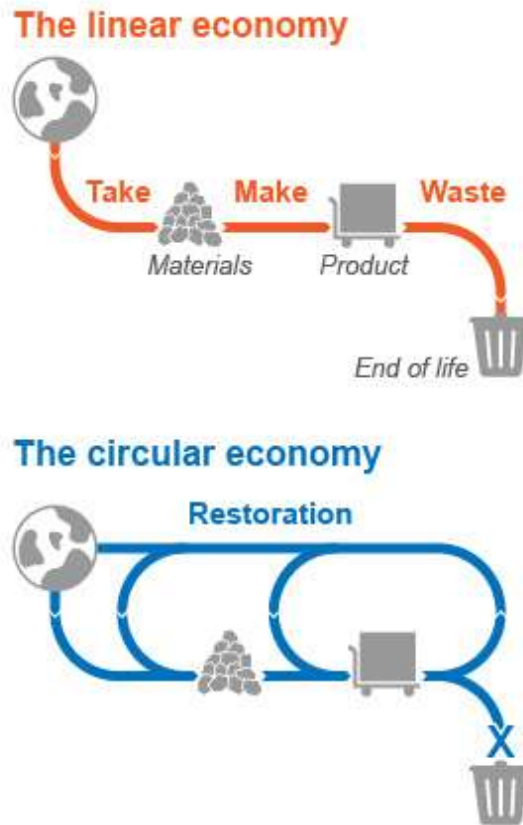 The linear economy
Take
Make
Waste
Materials
Product
End of life
The circular economy
Restoration
X